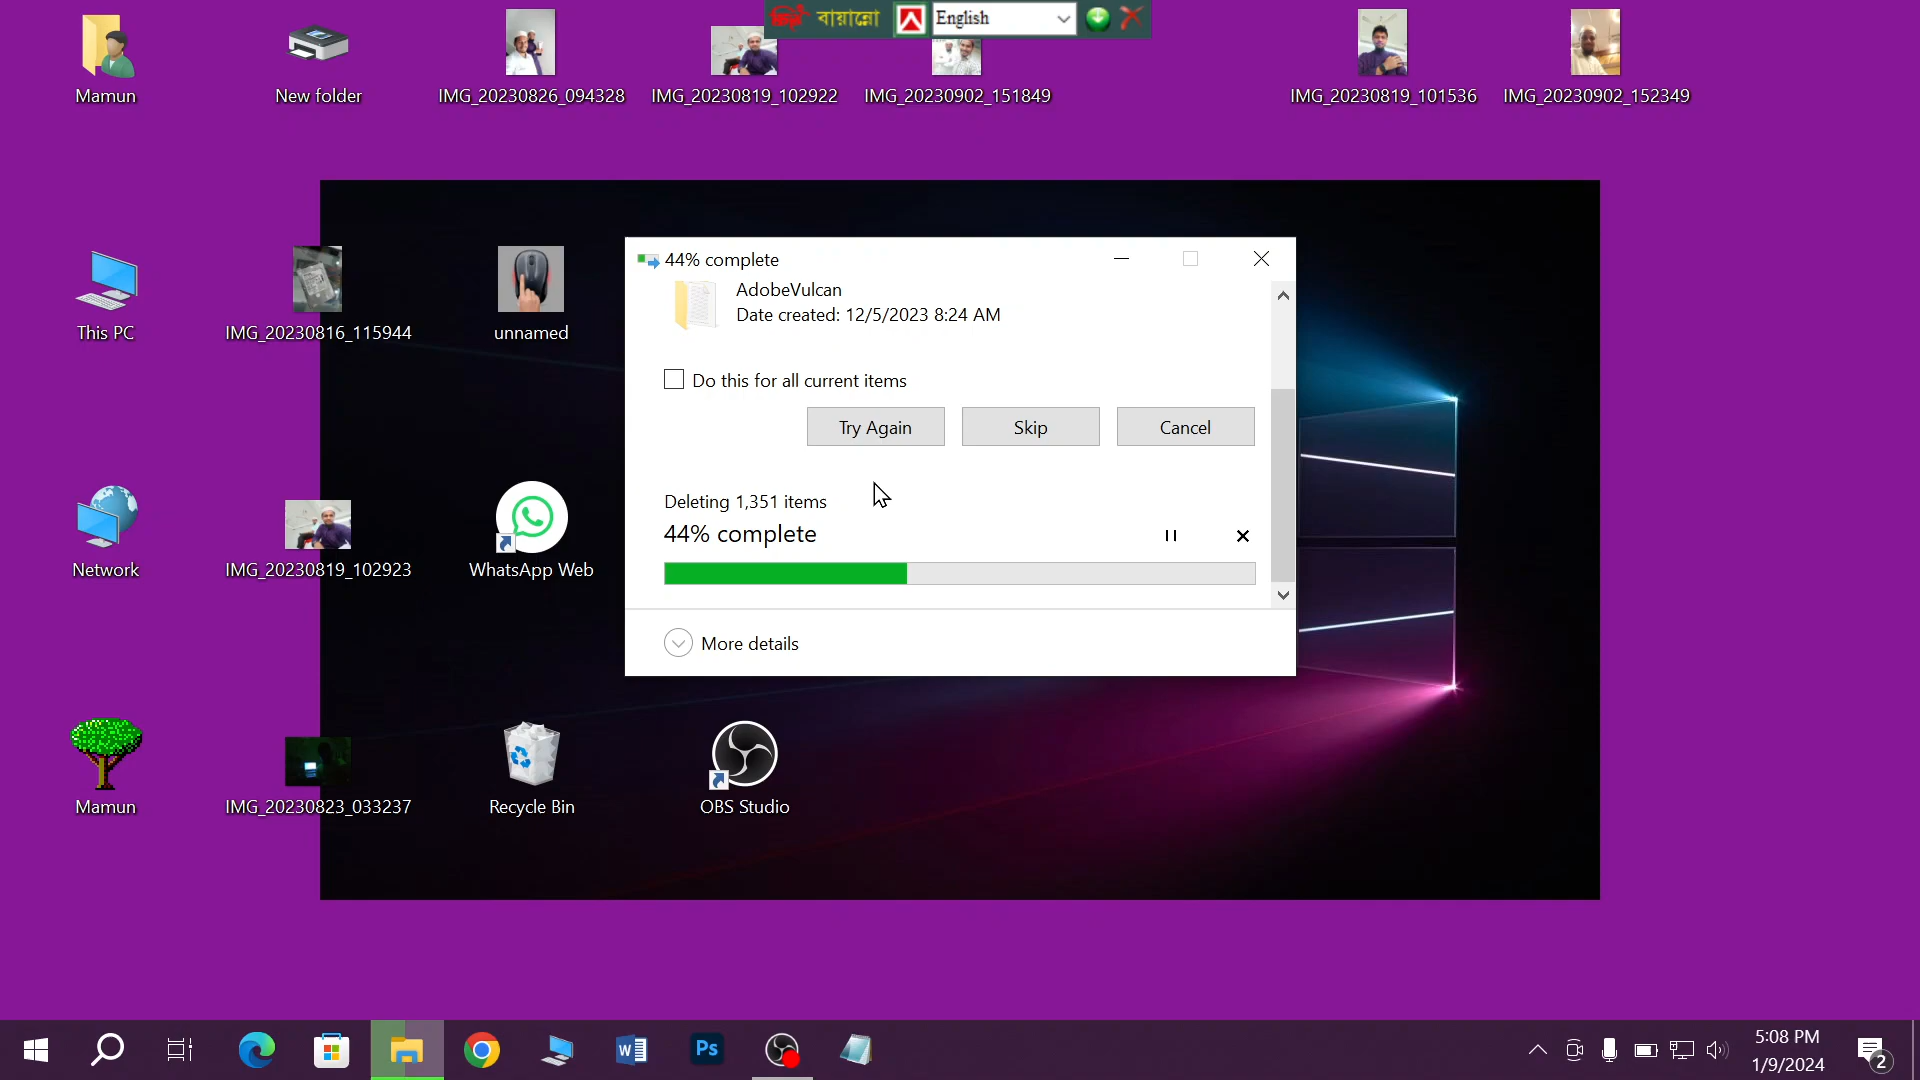 বায়ান্নো
English
Mamun
New folder
IMG_20230826_094328
IMG_20230819_102922
IMG_20230902_151849
IMG_20230819_101536
IMG_20230902_152349
44% complete
AdobeVulcan
Date created: 12/5/2023 8:24 AM
This PC
IMG_20230816_115944
unnamed
Do this for all current items
Try Again
Skip
Cancel
Deleting 1,351 items
44% complete
Network
IMG_20230819_102923
WhatsApp Web
More details
Mamun
IMG_20230823_033237
Recycle Bin
OBS Studio
W
Ps
5:08 PM
1/9/2024
2